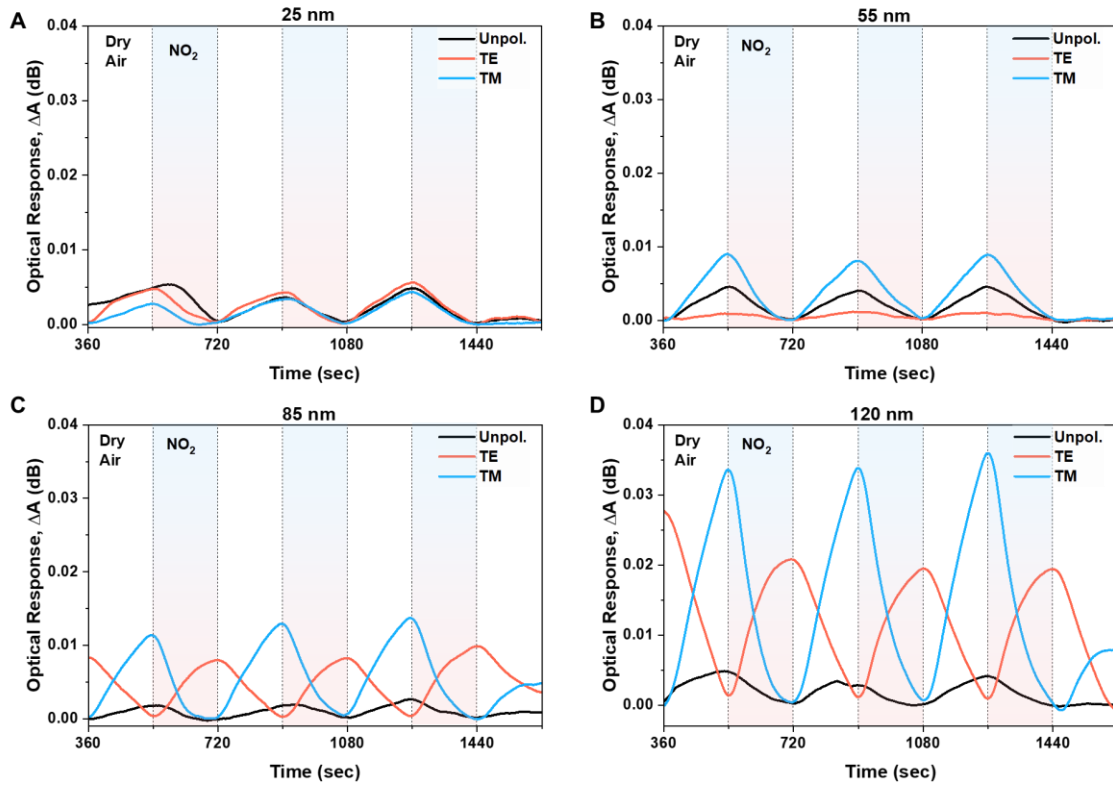 A
25 nm
Dry
Air
NO2
Unpol.
TE
TM
0.04
0.03
0.02
0.01
0.00
Optical Response, ΔA (dB)
360 720 1080 1440
Time (sec)
B
55 nm
Dry
Air
NO2
Unpol.
TE
TM
0.04
0.03
0.02
0.01
0.00
Optical Response, ΔA (dB)
360 720 1080 1440
Time (sec)
C
85 nm
Dry
Air
NO2
Unpol.
TE
TM
0.04
0.03
0.02
0.01
0.00
Optical Response, ΔA (dB)
360 720 1080 1440
Time (sec)
D
120 nm
Dry
Air
NO2
Unpol.
TE
TM
0.04
0.03
0.02
0.01
0.00
Optical Response, ΔA (dB)
360 720 1080 1440
Time (sec)